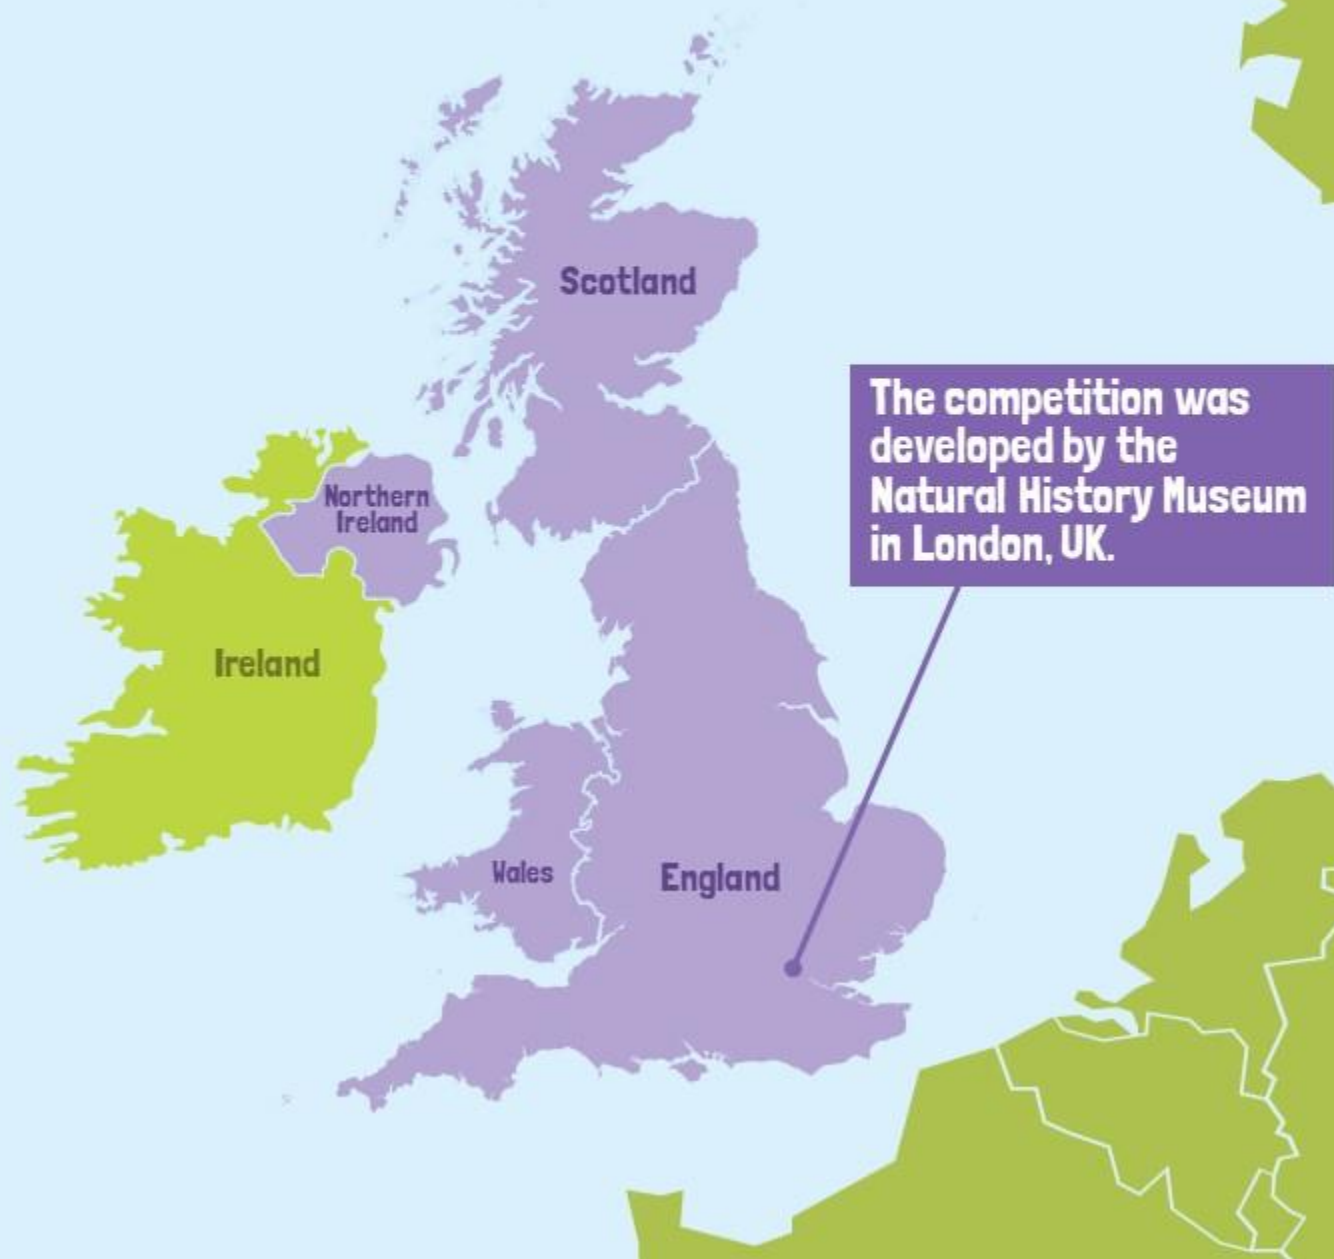 Scotland
The competition was
developed by the
Natural History Museum
in London, UK.
Northern
Ireland
Ireland
Wales
England